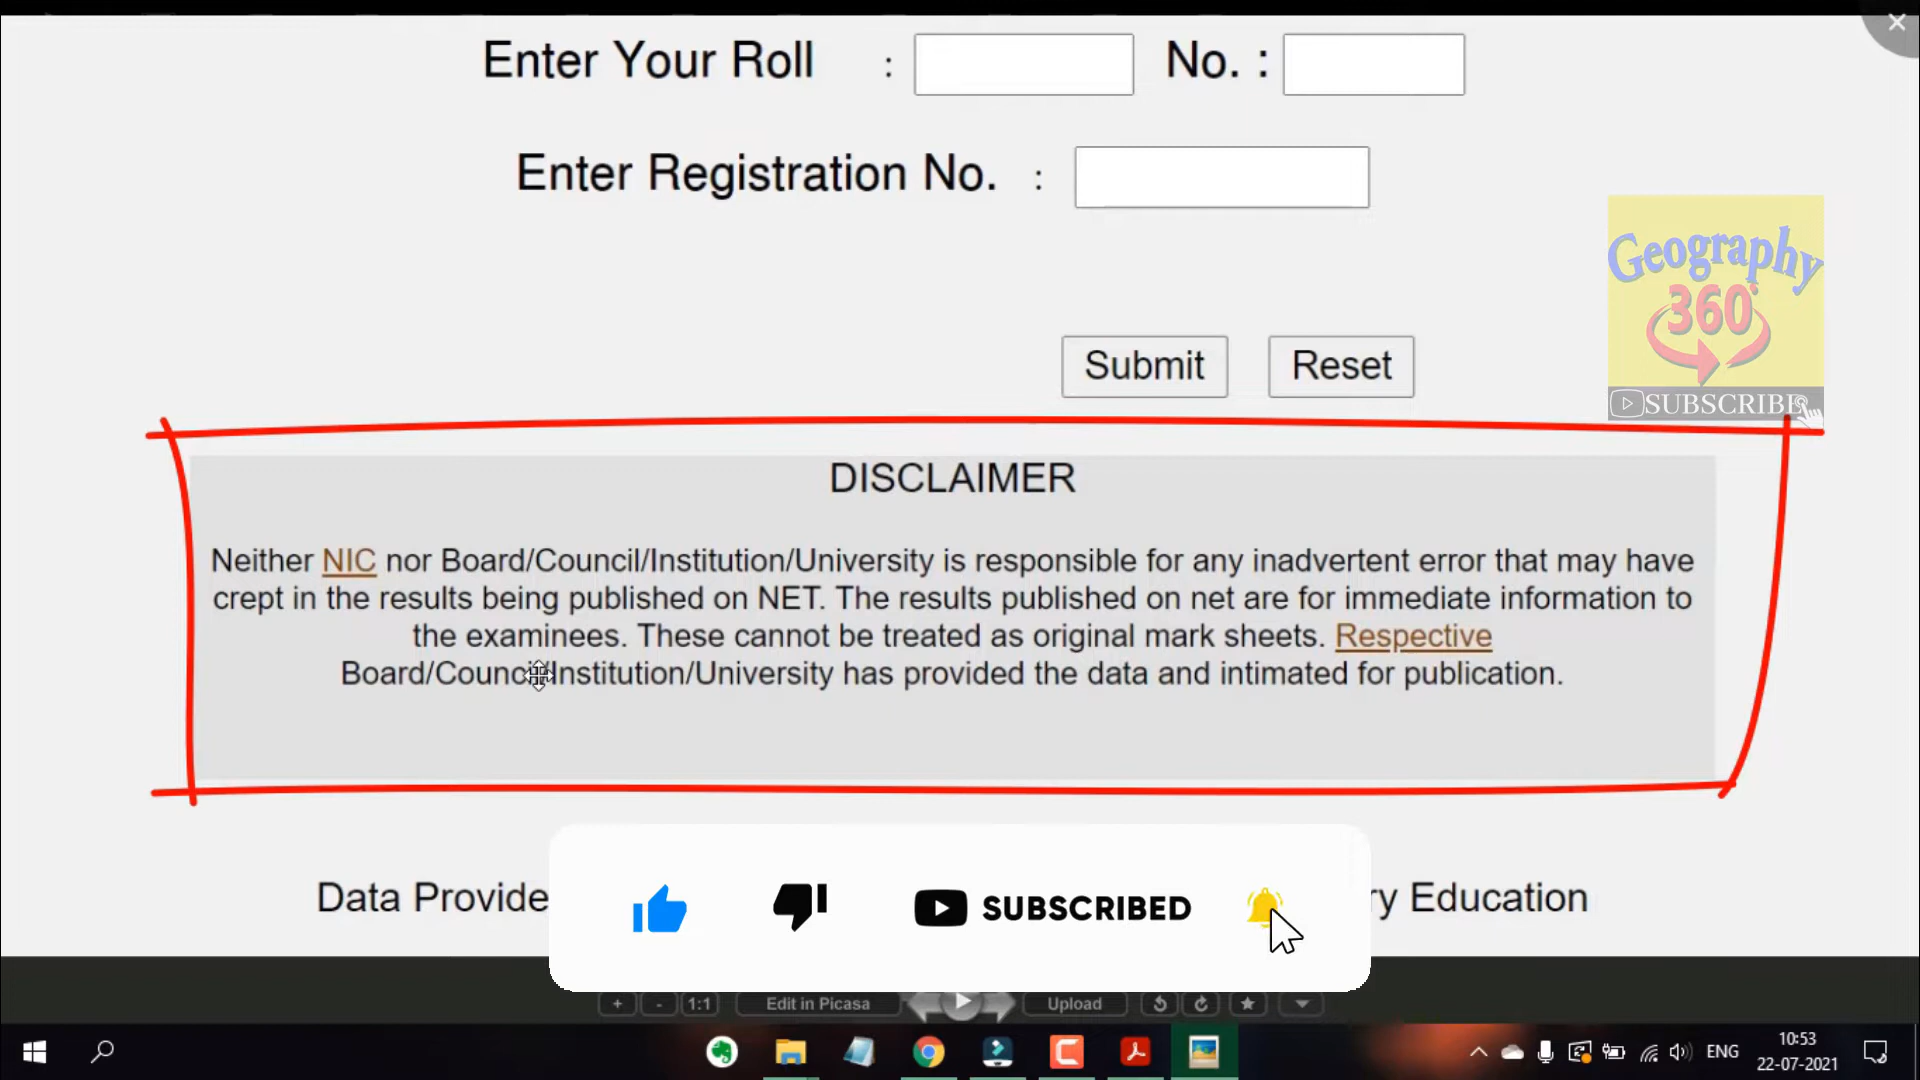 Enter Your Roll : No. :
Enter Registration No. :
Geography
360°
SUBSCRIBE
Submit Reset
DISCLAIMER
Neither NIC nor Board/Council/Institution/University is responsible for any inadvertent error that may have
crept in the results being published on NET. The results published on net are for immediate information to
the examinees. These cannot be treated as original mark sheets. Respective
Board/Council/Institution/University has provided the data and intimated for publication.
Data Provide ry Education
SUBSCRIBED
+ - 1:1 Edit in Picasa Upload
ENG 10:53
22-07-2021